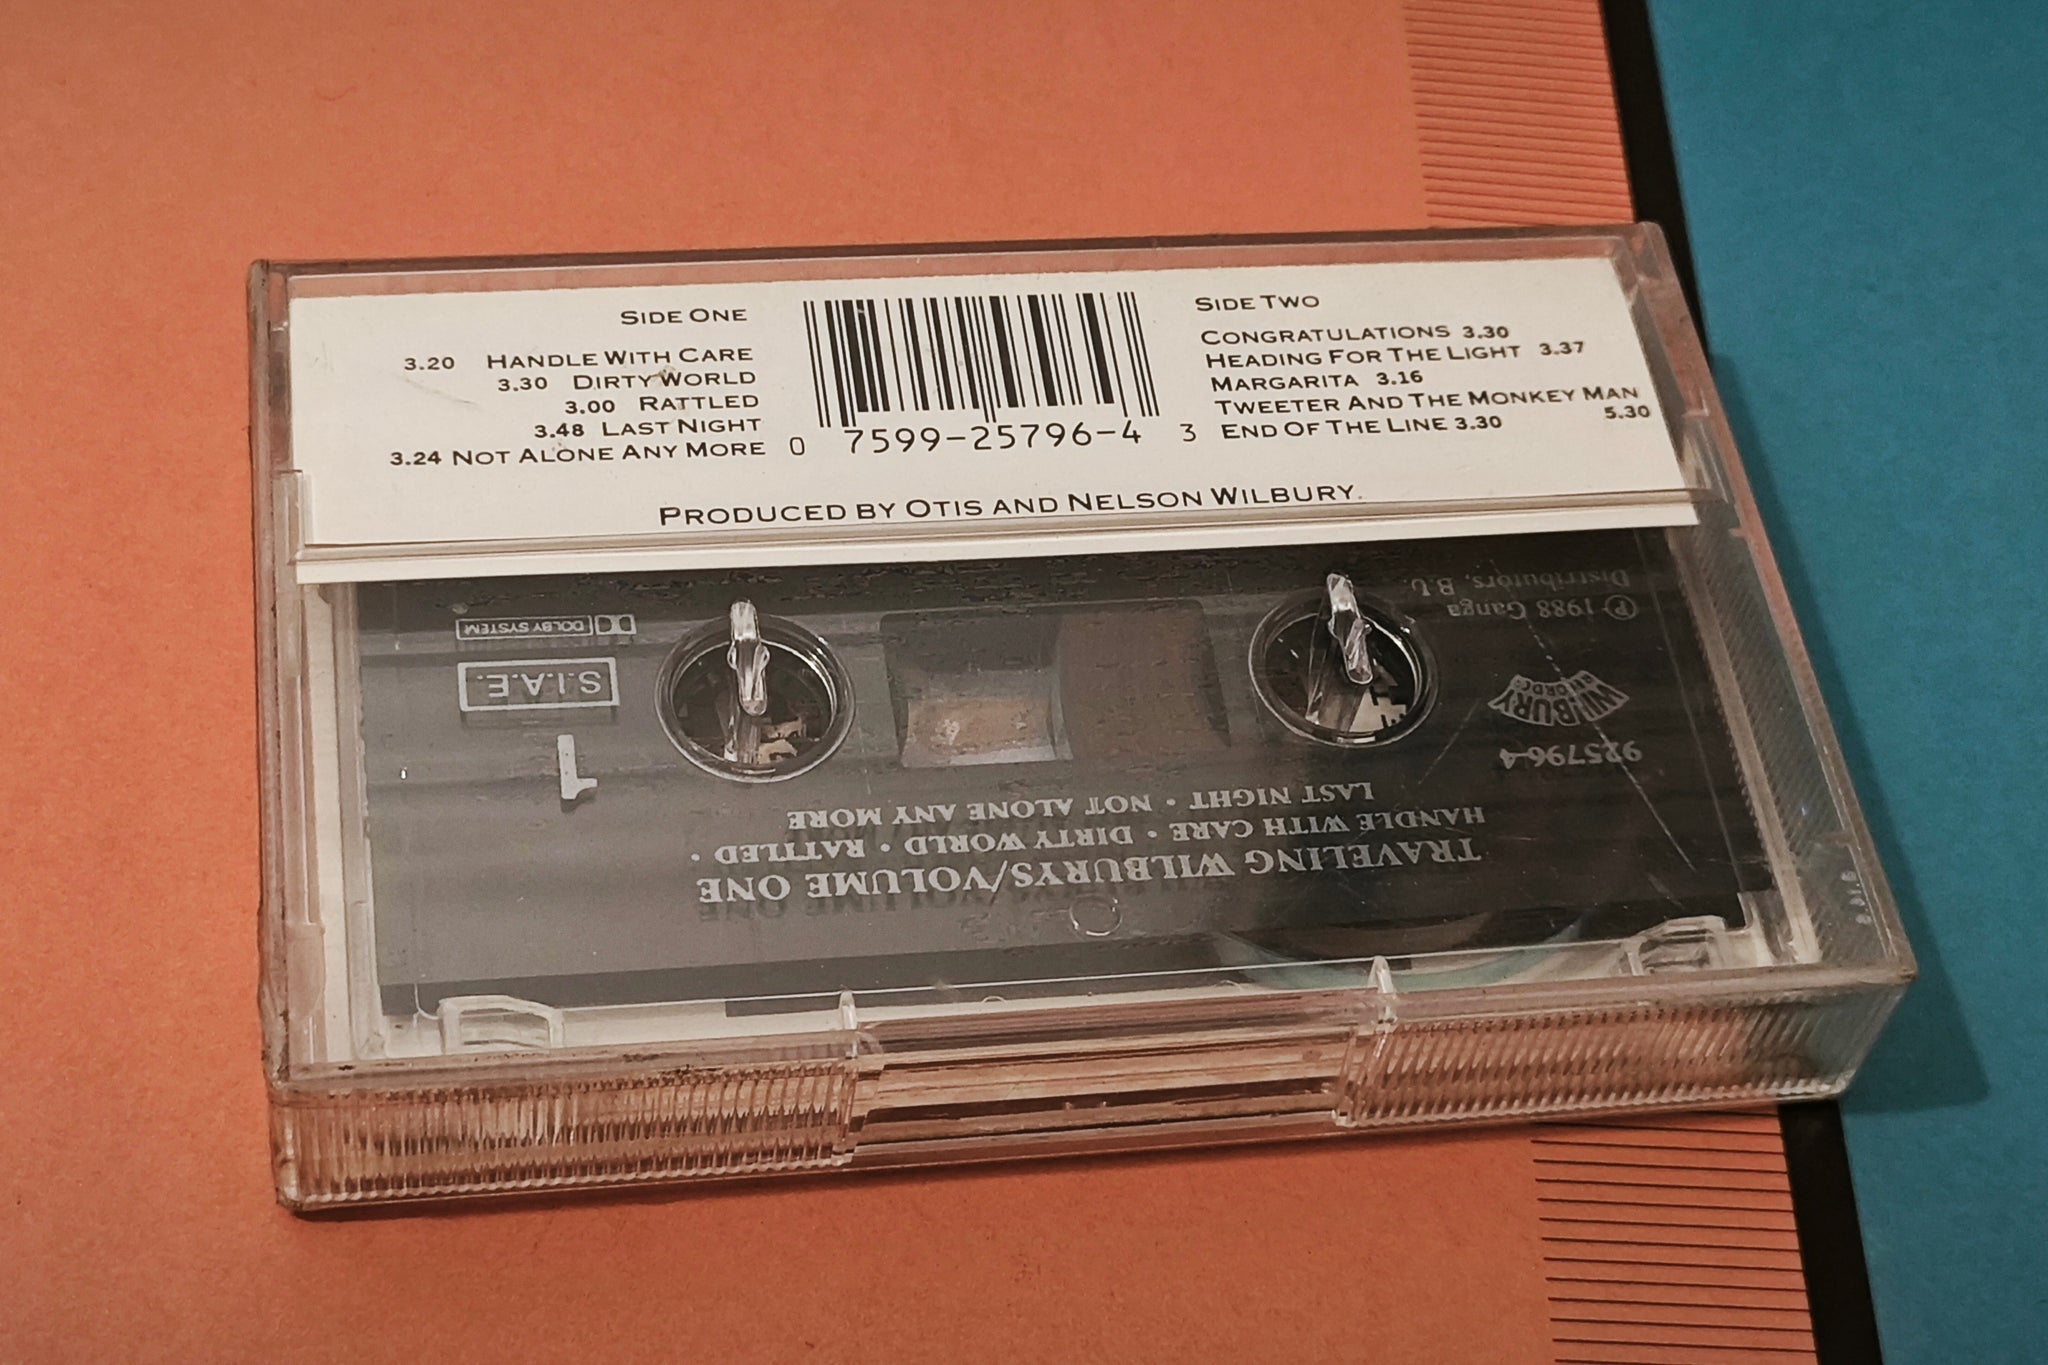 SIDE ONE
3.20 HANDLE WITH CARE
3.30 DIRTY WORLD
3.00 RATTLED
3.48 LAST NIGHT
3.24 NOT ALONE ANY MORE
0 7599-25796-4 3
SIDE TWO
CONGRATULATIONS 3.30
HEADING FOR THE LIGHT 3.37
MARGARITA 3.16
TWEETER AND THE MONKEY MAN
5.30
END OF THE LINE 3.30
PRODUCED BY OTIS AND NELSON WILBURY.
TRAVELING WILBURYS/VOLUME ONE
HANDLE WITH CARE • DIRTY WORLD • RATTLED •
LAST NIGHT • NOT ALONE ANY MORE
925796-4
WILBURY
RECORDS
1
S.I.A.E.
DOLBY SYSTEM
℗ 1988 Ganga
Distributors, B.V.